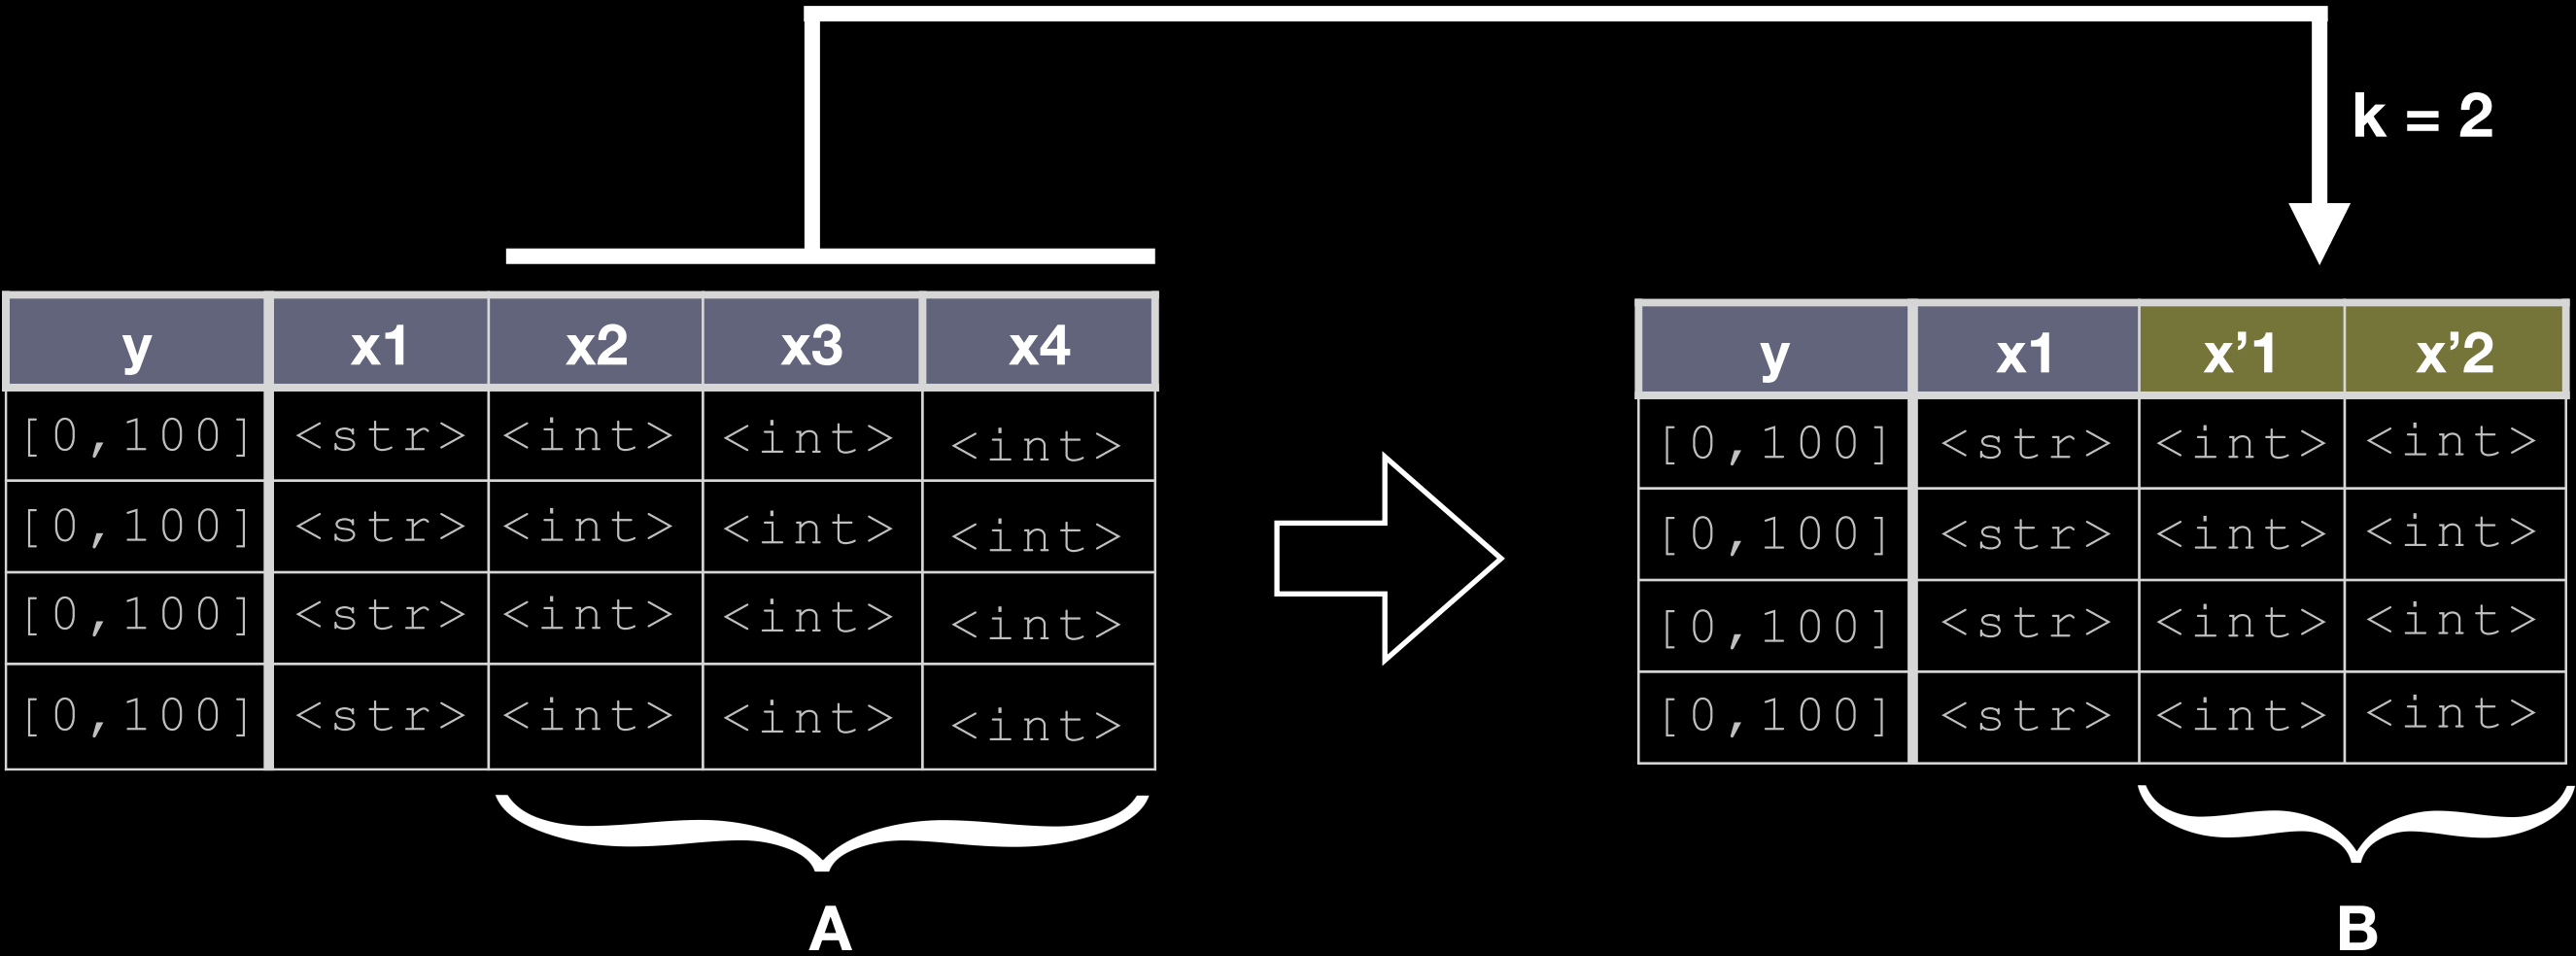 k = 2
y x1 x2 x3 x4
[0,100] <str> <int> <int> <int>
[0,100] <str> <int> <int> <int>
[0,100] <str> <int> <int> <int>
[0,100] <str> <int> <int> <int>
A
y x1 x’1 x’2
[0,100] <str> <int> <int>
[0,100] <str> <int> <int>
[0,100] <str> <int> <int>
[0,100] <str> <int> <int>
B